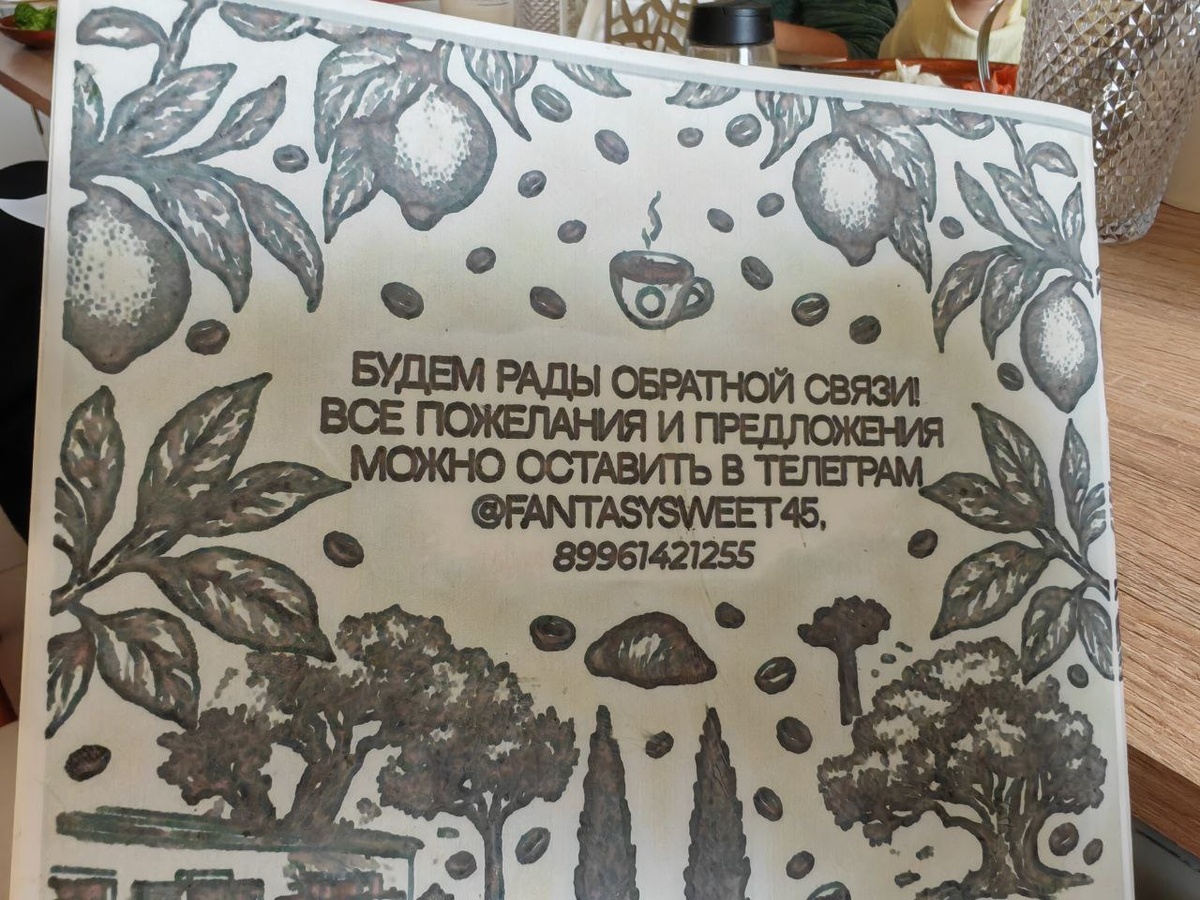 БУДЕМ РАДЫ ОБРАТНОЙ СВЯЗИ!
ВСЕ ПОЖЕЛАНИЯ И ПРЕДЛОЖЕНИЯ
МОЖНО ОСТАВИТЬ В ТЕЛЕГРАМ
@FANTASYSWEET45,
89961421255